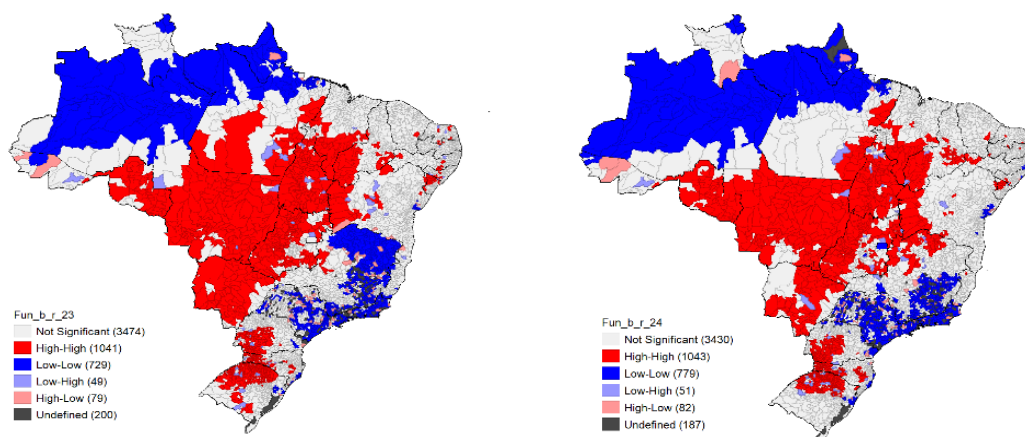 Fun_b_r_23
Not Significant (3474)
High-High (1041)
Low-Low (729)
Low-High (49)
High-Low (79)
Undefined (200)
Fun_b_r_24
Not Significant (3430)
High-High (1043)
Low-Low (779)
Low-High (51)
High-Low (82)
Undefined (187)